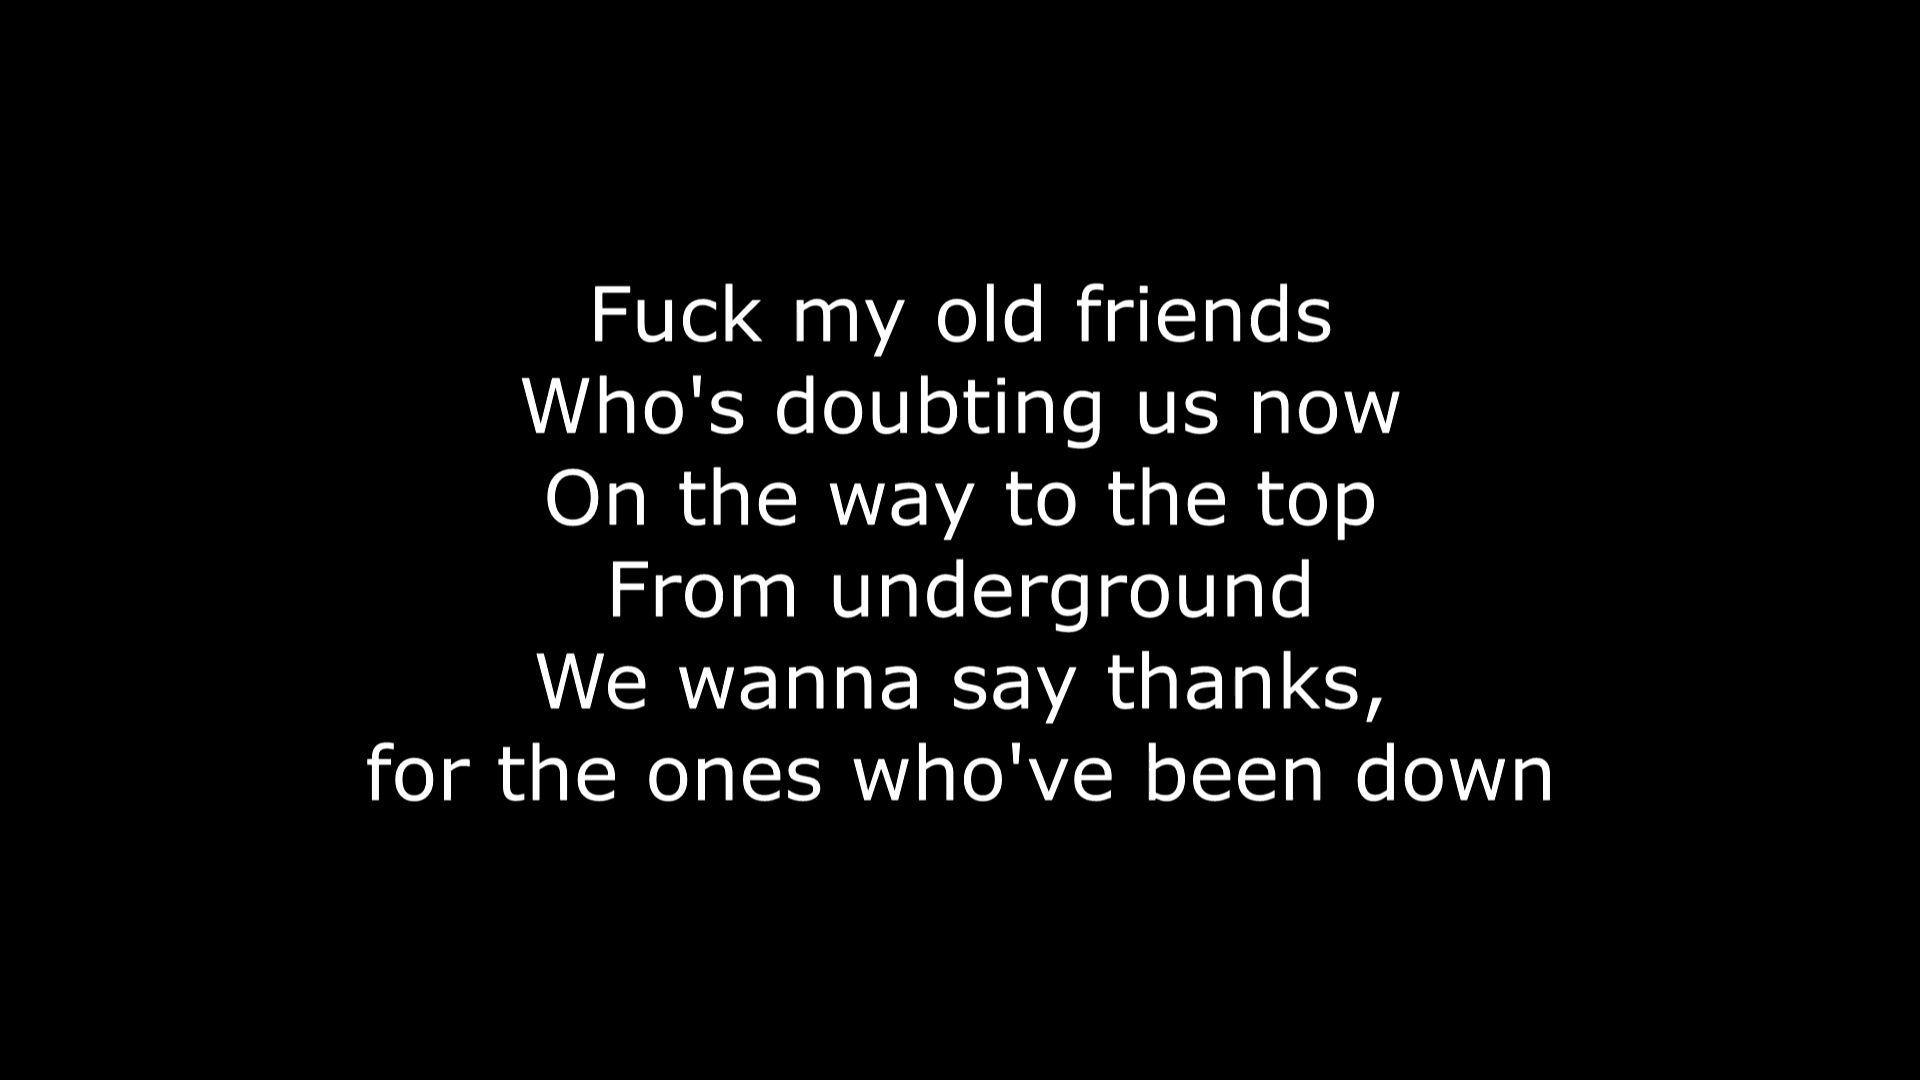 Fuck my old friends
Who's doubting us now
On the way to the top
From underground
We wanna say thanks,
for the ones who've been down